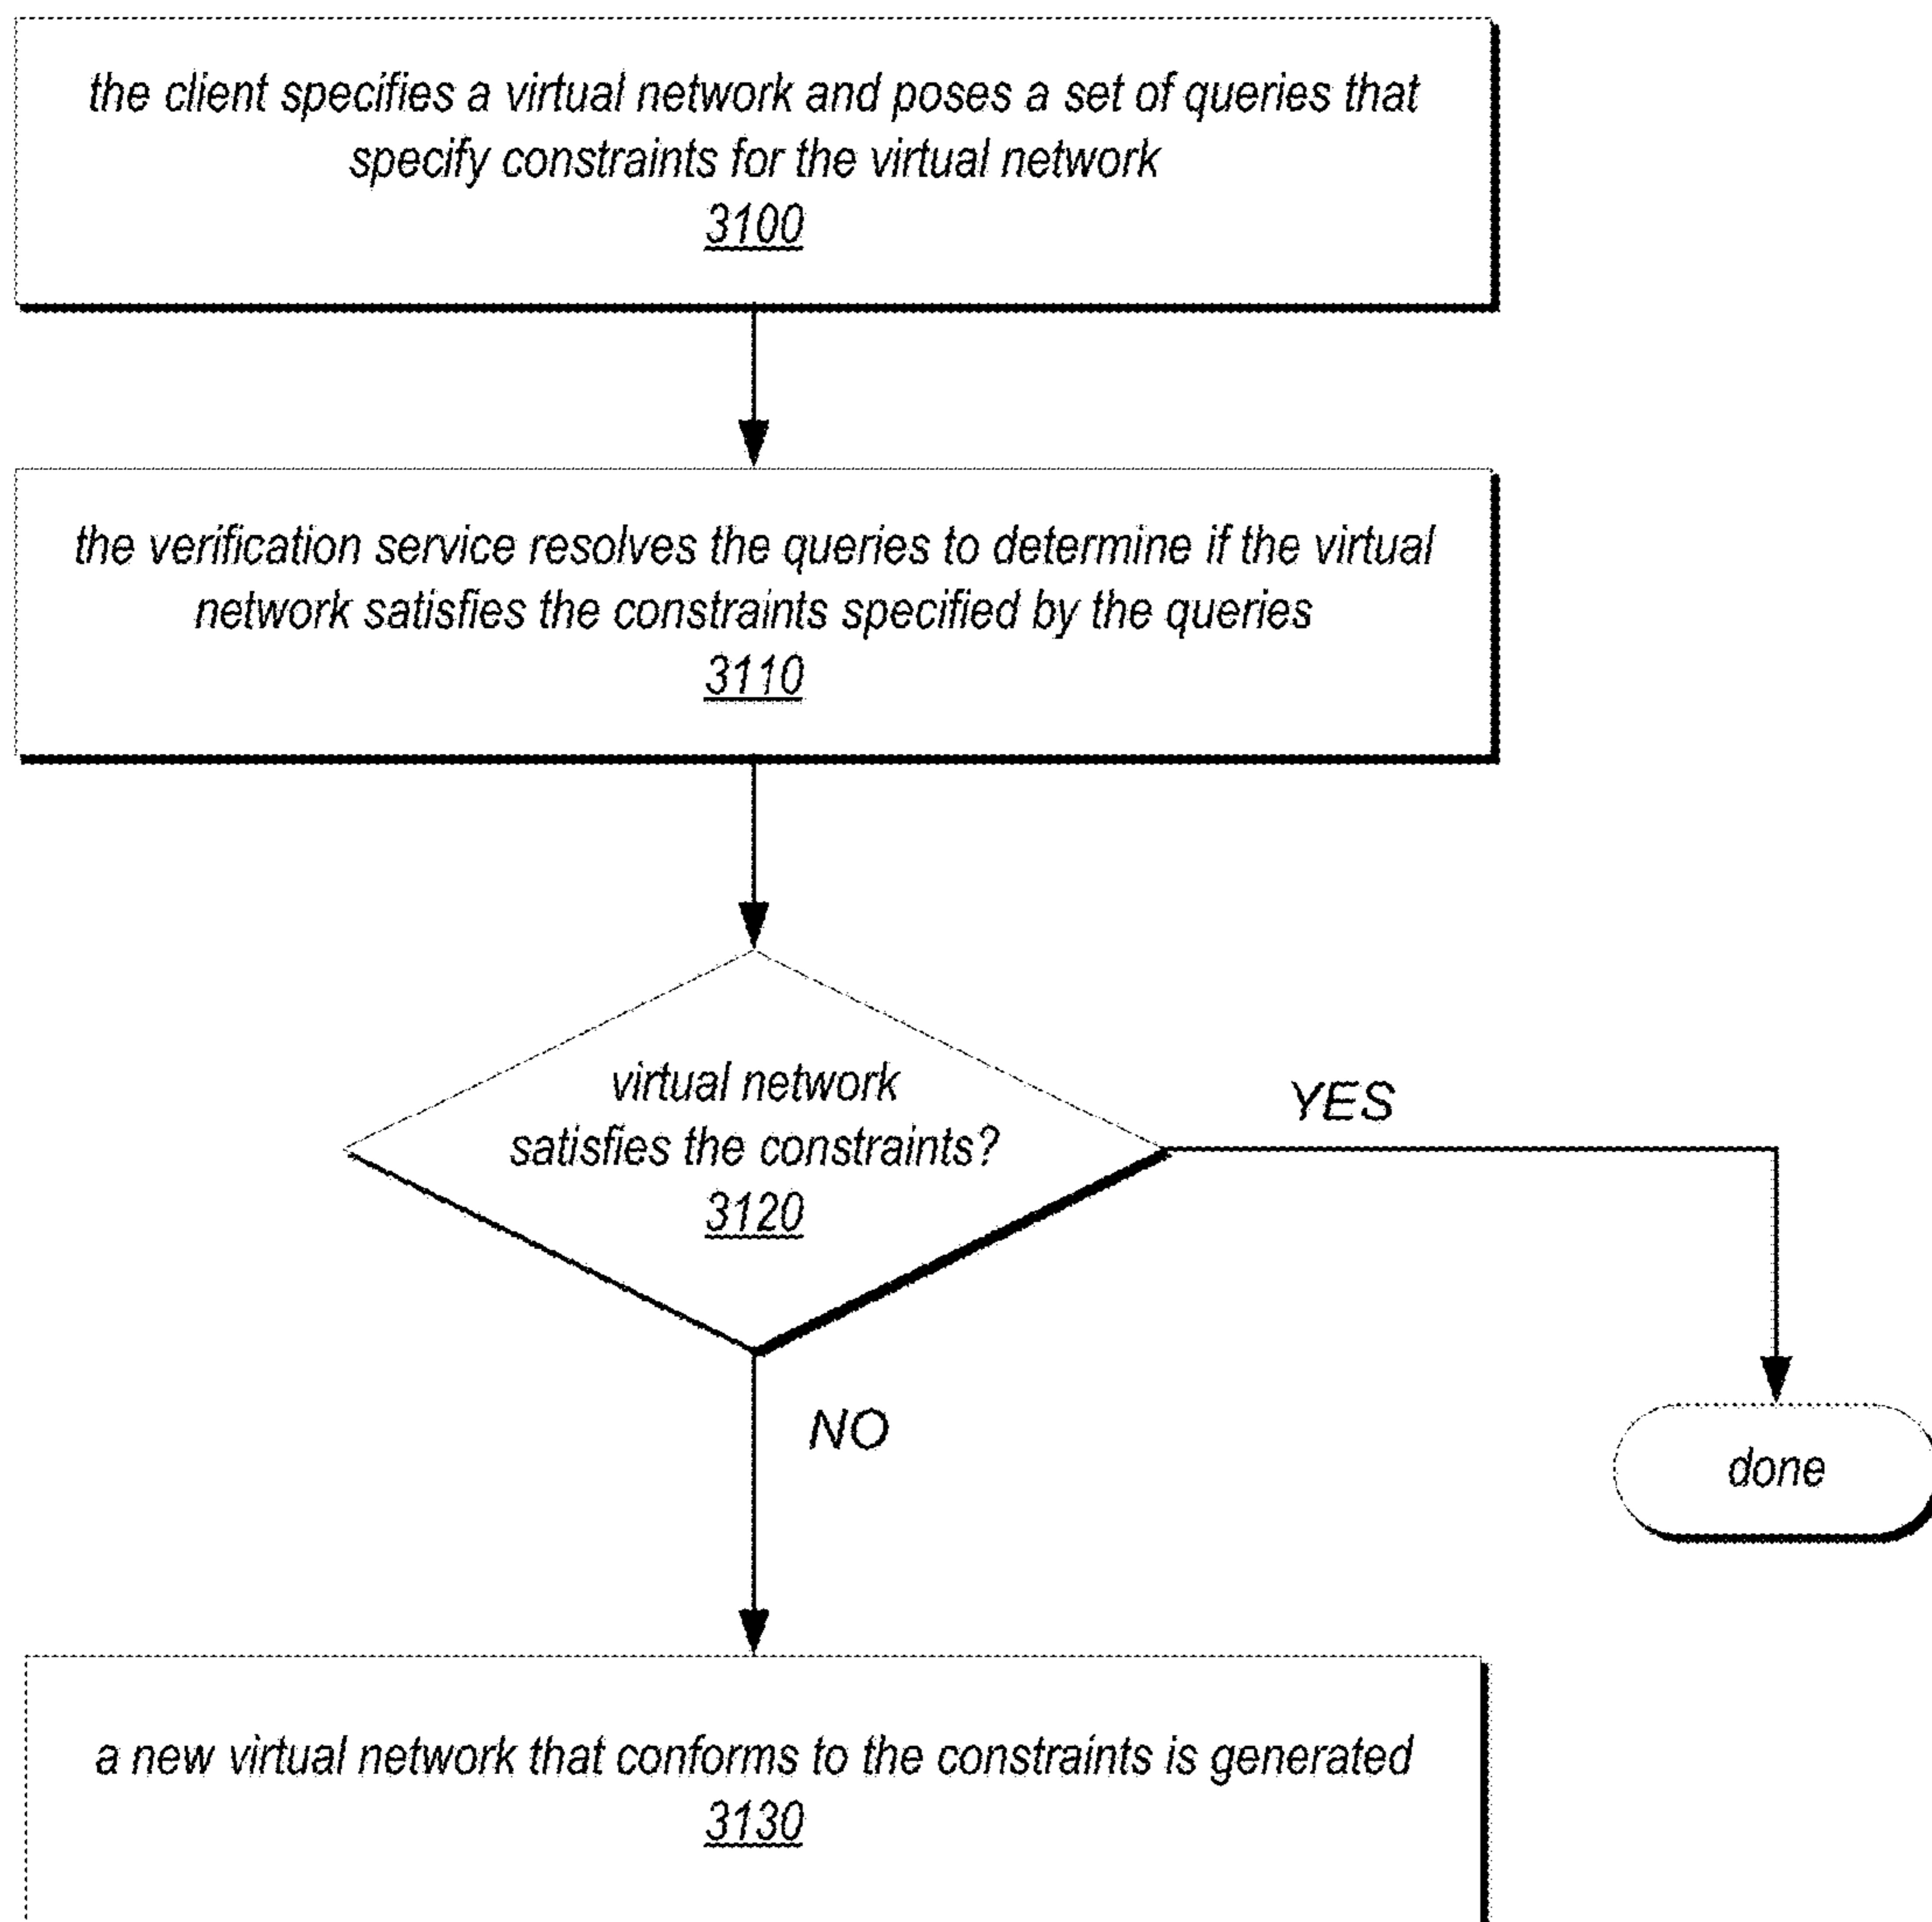 the client specifies a virtual network and poses a set of queries that
specify constraints for the virtual network
3100
the verification service resolves the queries to determine if the virtual
network satisfies the constraints specified by the queries
3110
virtual network
satisfies the constraints?
3120
YES
NO
done
a new virtual network that conforms to the constraints is generated
3130